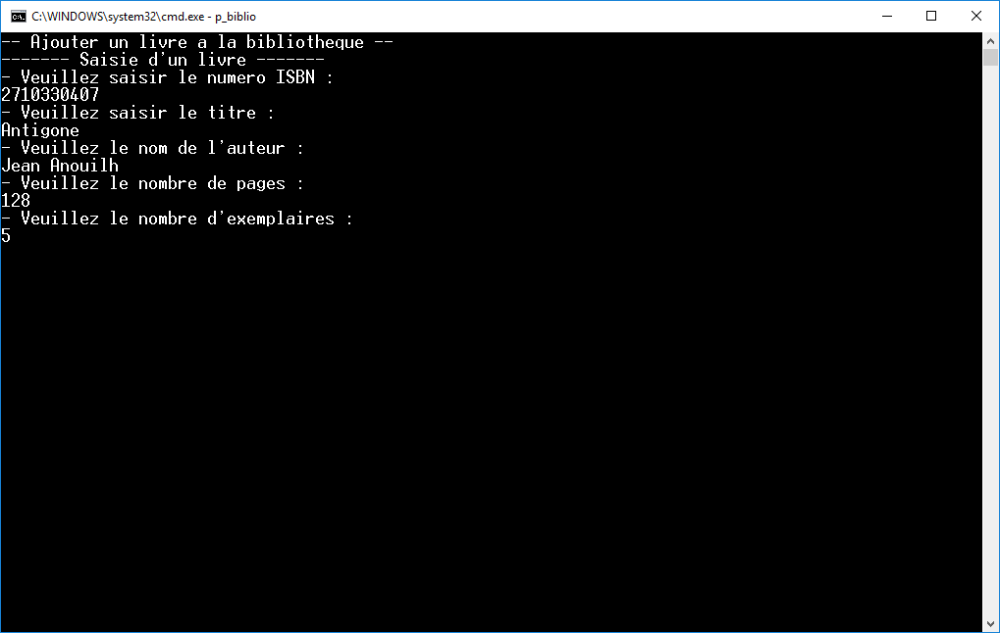 C:\WINDOWS\system32\cmd.exe - p_biblio
-- Ajouter un livre a la bibliotheque --
------- Saisie d'un livre -------
- Veuillez saisir le numero ISBN :
2710330407
- Veuillez saisir le titre :
Antigone
- Veuillez le nom de l'auteur :
Jean Anouilh
- Veuillez le nombre de pages :
128
- Veuillez le nombre d'exemplaires :
5